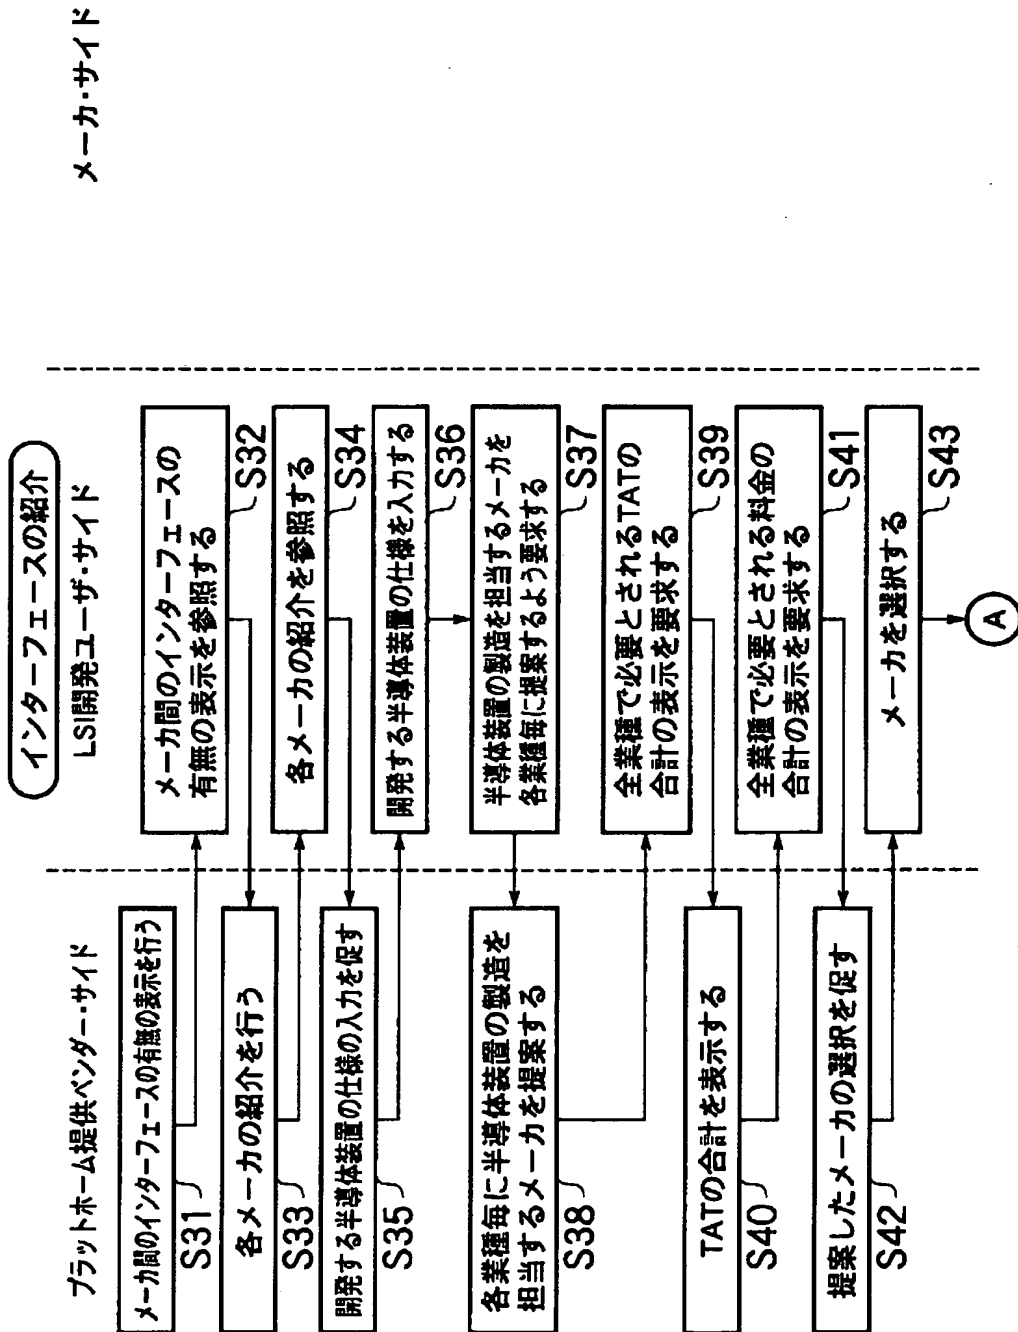 インターフェースの紹介
プラットホーム提供ベンダー・サイド
LSI開発ユーザ・サイド
メーカ・サイド
メーカ間のインターフェースの有無の表示を行う
S31
メーカ間のインターフェースの
有無の表示を参照する
S32
各メーカの紹介を行う
S33
各メーカの紹介を参照する
S34
開発する半導体装置の仕様の入力を促す
S35
開発する半導体装置の仕様を入力する
S36
半導体装置の製造を担当するメーカを
各業種毎に提案するよう要求する
S37
各業種毎に半導体装置の製造を
担当するメーカを提案する
S38
全業種で必要とされるTATの
合計の表示を要求する
S39
TATの合計を表示する
S40
全業種で必要とされる料金の
合計の表示を要求する
S41
提案したメーカの選択を促す
S42
メーカを選択する
S43
A